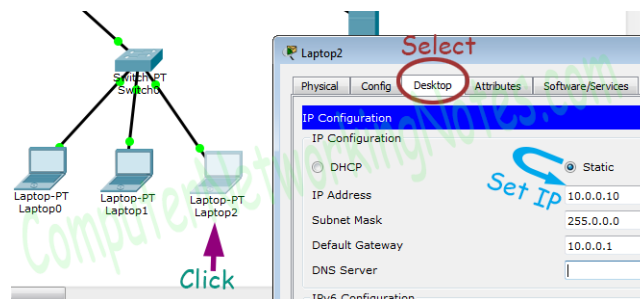 Select
Laptop2
Physical Config Desktop Attributes Software/Services
IP Configuration
IP Configuration
DHCP Static
Set IP
IP Address 10.0.0.10
Subnet Mask 255.0.0.0
Default Gateway 10.0.0.1
DNS Server
IPv6 Configuration
Switch-PT
Switch0
Laptop-PT
Laptop0
Laptop-PT
Laptop1
Laptop-PT
Laptop2
Click
ComputerNetworkingNotes.com